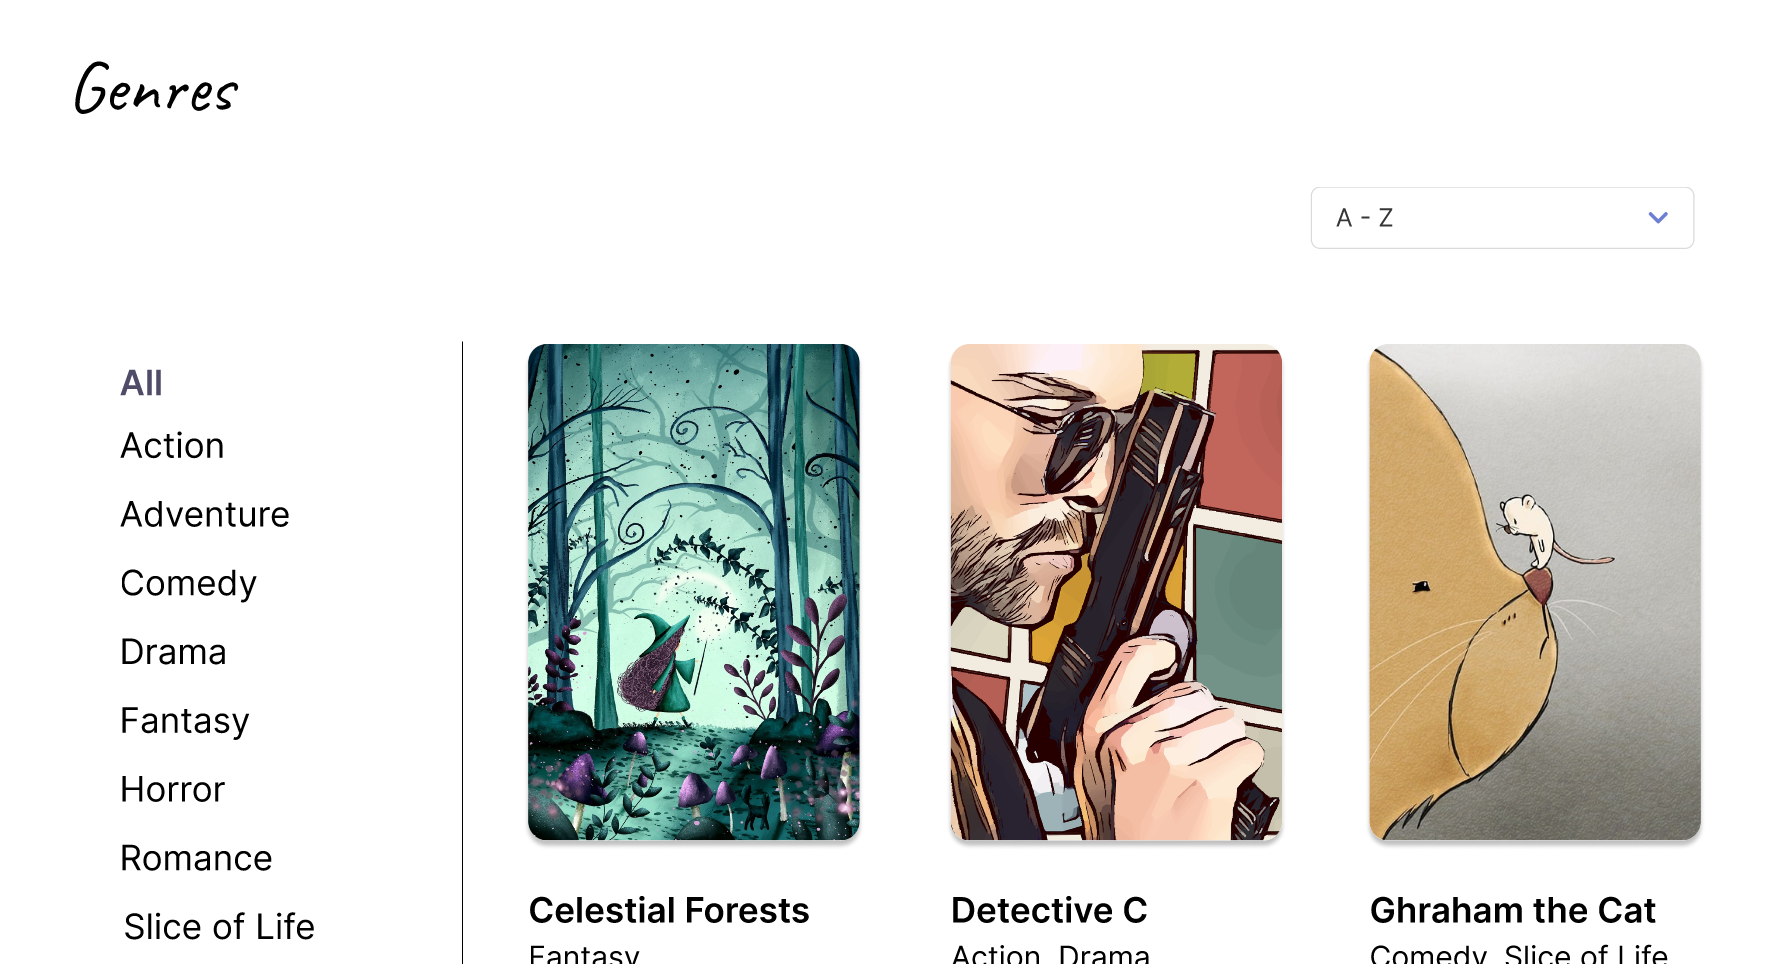 Genres
A - Z
All
Action
Adventure
Comedy
Drama
Fantasy
Horror
Romance
Slice of Life
Celestial Forests
Fantasy
Detective C
Action, Drama
Ghraham the Cat
Comedy, Slice of Life